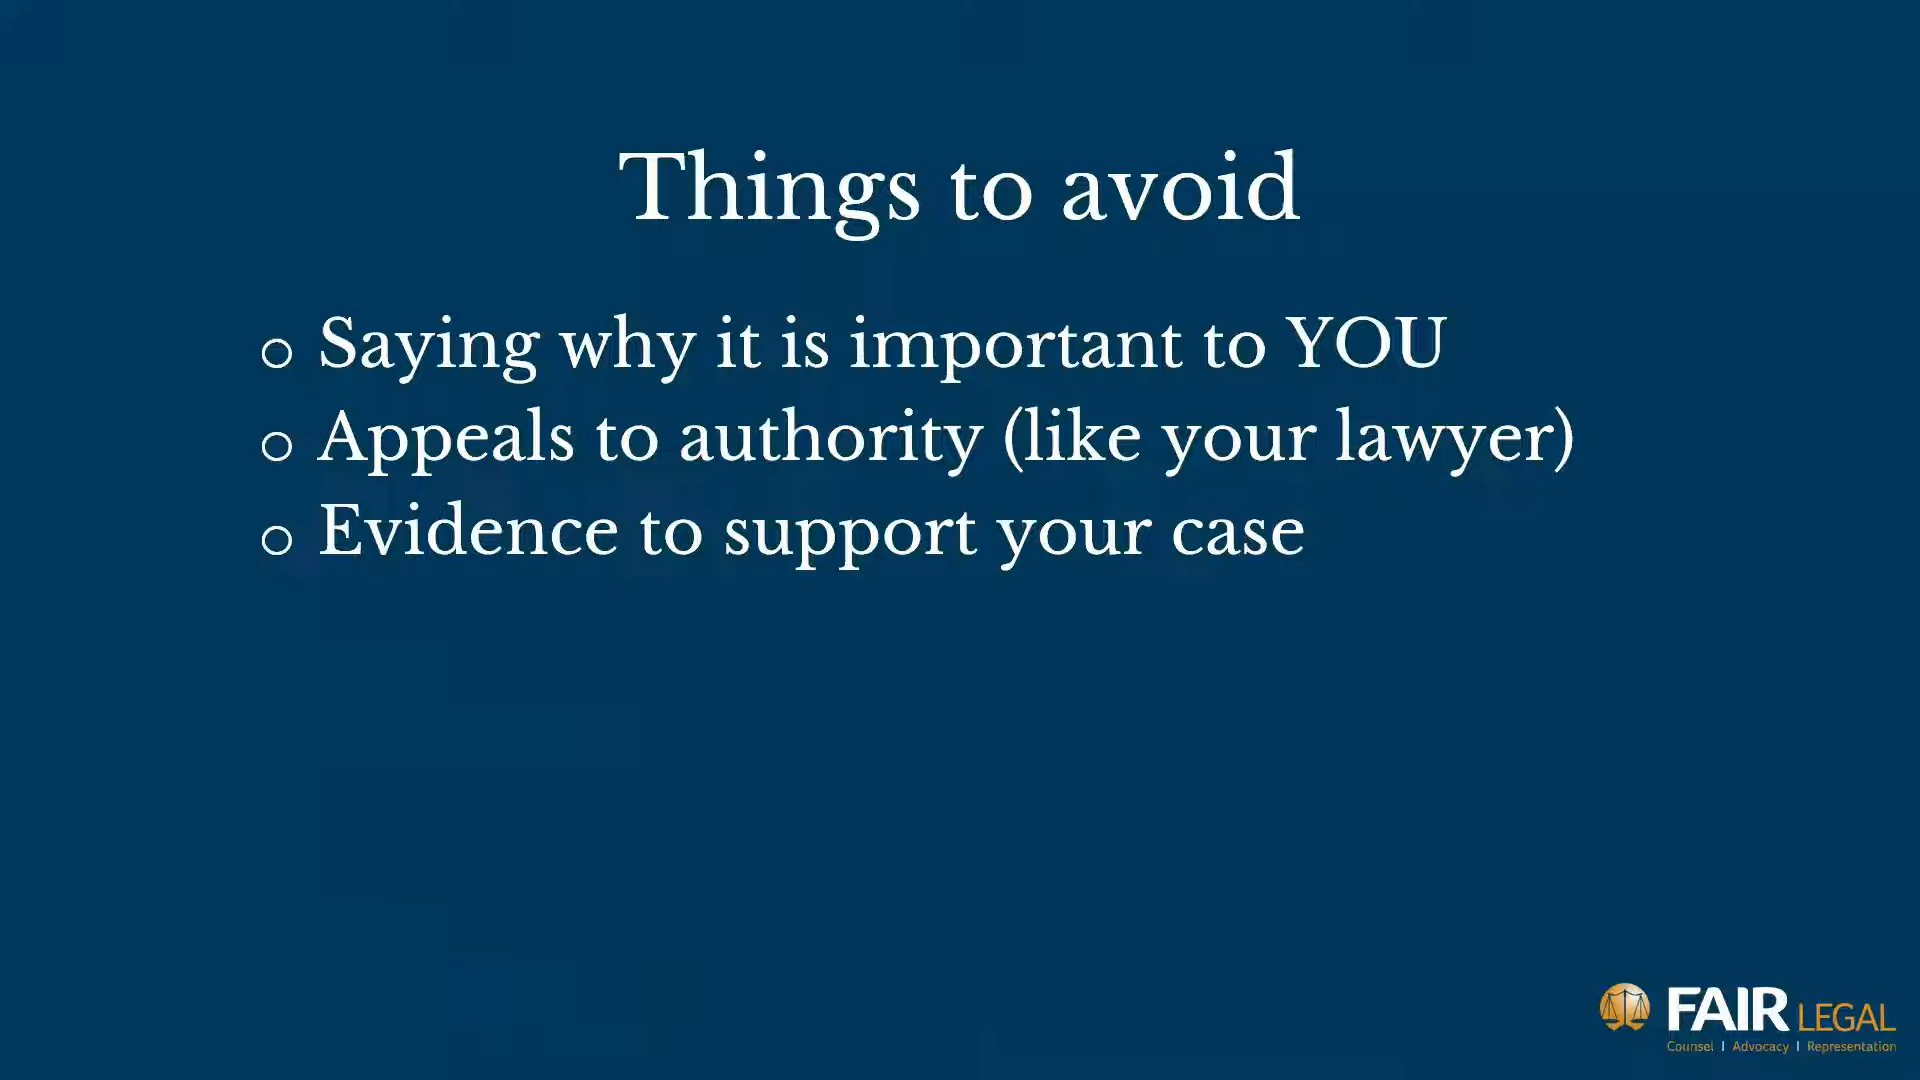 Things to avoid
o Saying why it is important to YOU
o Appeals to authority (like your lawyer)
o Evidence to support your case
FAIR LEGAL
Counsel | Advocacy | Representation